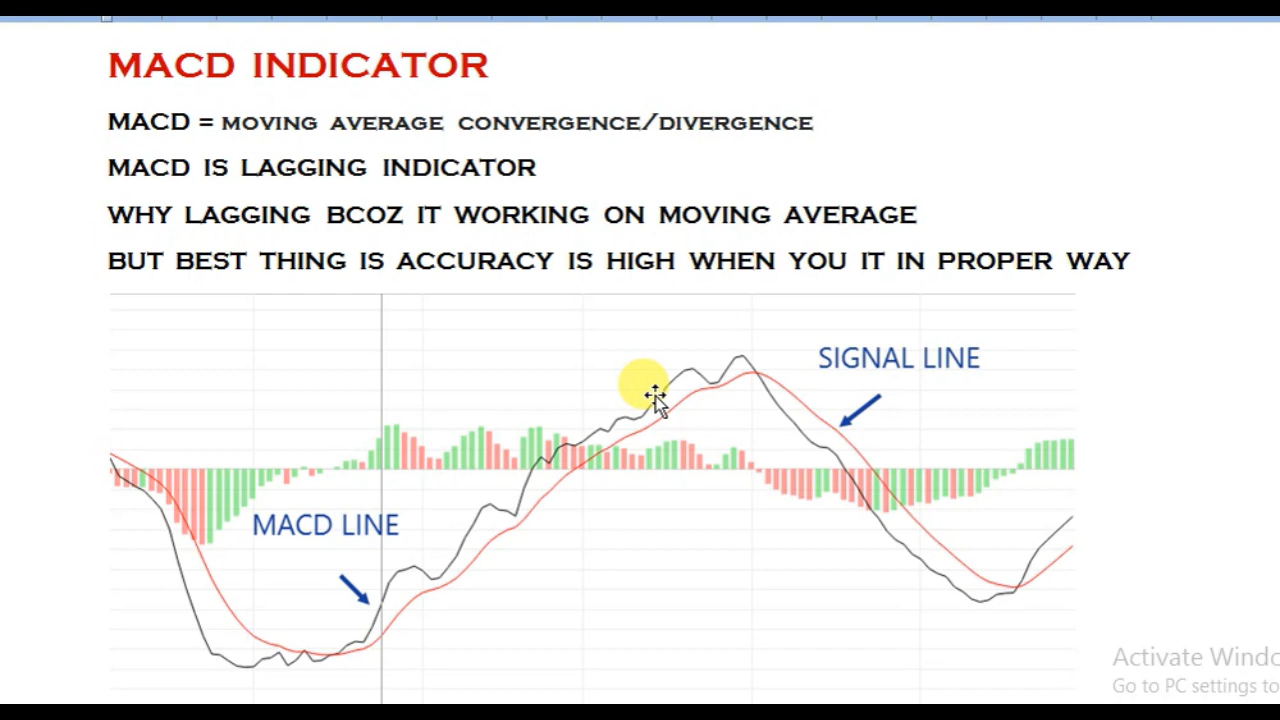 MACD INDICATOR
MACD = MOVING AVERAGE CONVERGENCE/DIVERGENCE
MACD IS LAGGING INDICATOR
WHY LAGGING BCOZ IT WORKING ON MOVING AVERAGE
BUT BEST THING IS ACCURACY IS HIGH WHEN YOU IT IN PROPER WAY
SIGNAL LINE
MACD LINE
Activate Windo
Go to PC settings to